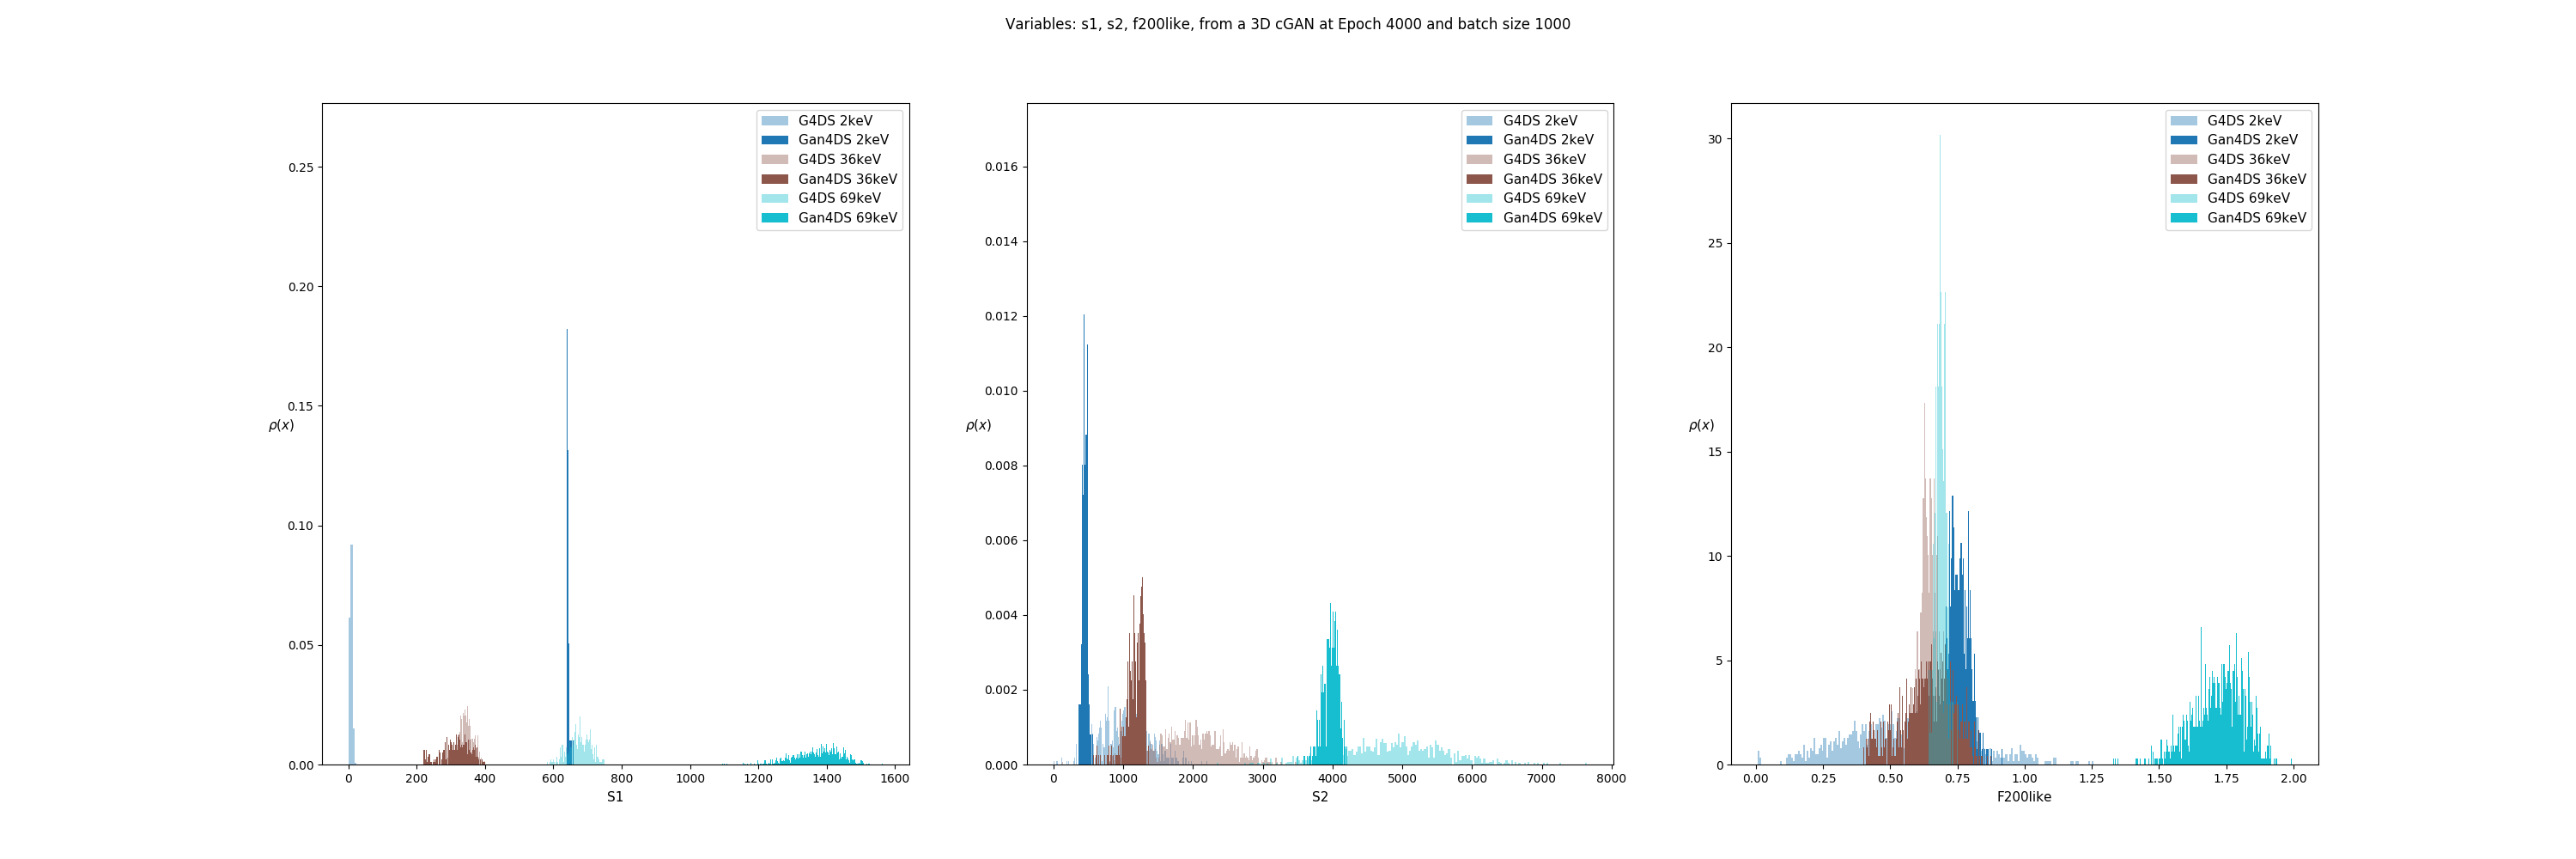 Variables: s1, s2, f200like, from a 3D cGAN at Epoch 4000 and batch size 1000
G4DS 2keV
Gan4DS 2keV
G4DS 36keV
Gan4DS 36keV
G4DS 69keV
Gan4DS 69keV
0.25
0.20
0.15
0.10
0.05
0.00
ρ(x)
0 200 400 600 800 1000 1200 1400 1600
S1
G4DS 2keV
Gan4DS 2keV
G4DS 36keV
Gan4DS 36keV
G4DS 69keV
Gan4DS 69keV
0.016
0.014
0.012
0.010
0.008
0.006
0.004
0.002
0.000
ρ(x)
0 1000 2000 3000 4000 5000 6000 7000 8000
S2
G4DS 2keV
Gan4DS 2keV
G4DS 36keV
Gan4DS 36keV
G4DS 69keV
Gan4DS 69keV
30
25
20
15
10
5
0
ρ(x)
0.00 0.25 0.50 0.75 1.00 1.25 1.50 1.75 2.00
F200like